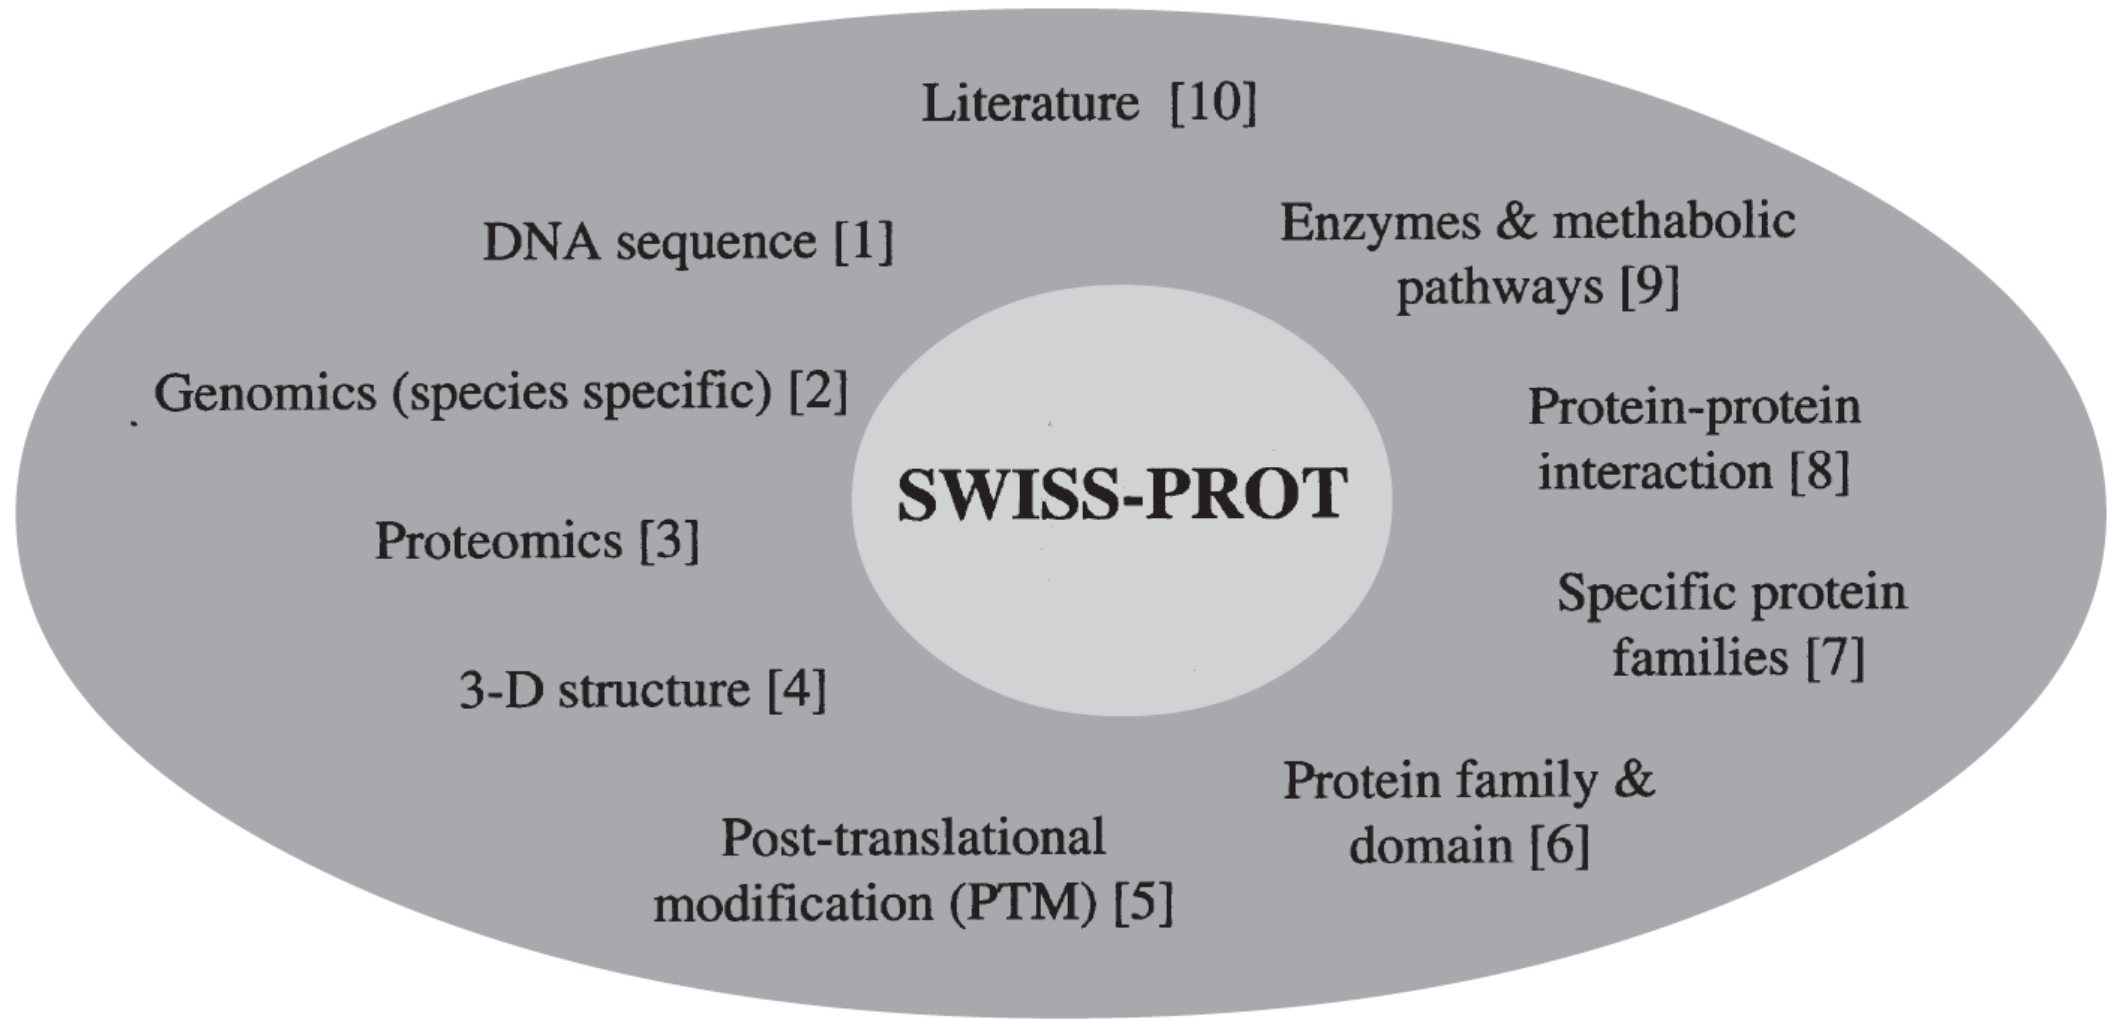 Literature [10]
DNA sequence [1]
Enzymes & methabolic
pathways [9]
Genomics (species specific) [2]
Protein-protein
interaction [8]
SWISS-PROT
Proteomics [3]
Specific protein
families [7]
3-D structure [4]
Protein family &
domain [6]
Post-translational
modification (PTM) [5]